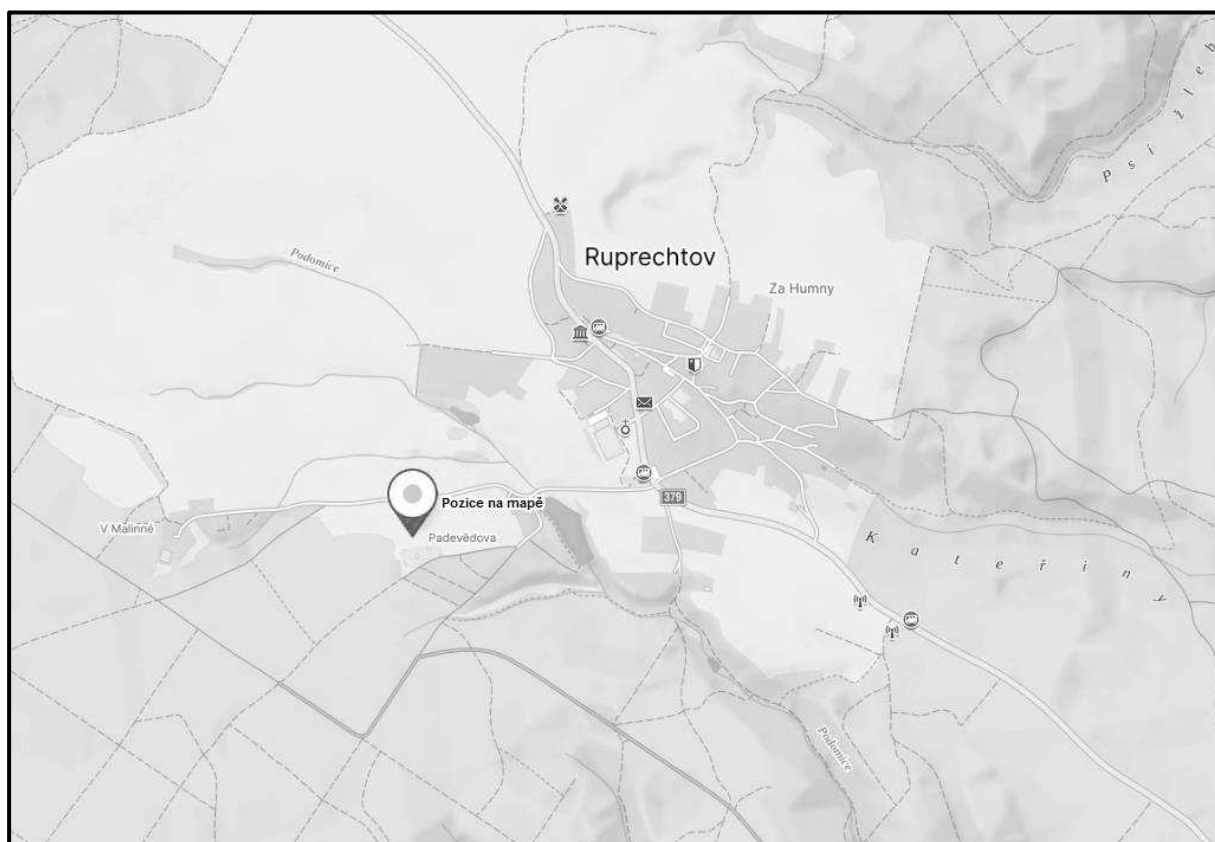 Psí žleb
Podomice
Ruprechtov
Za Humny
379
Pozice na mapě
V Malinné
Padevědova
Kateřiny
Podomice